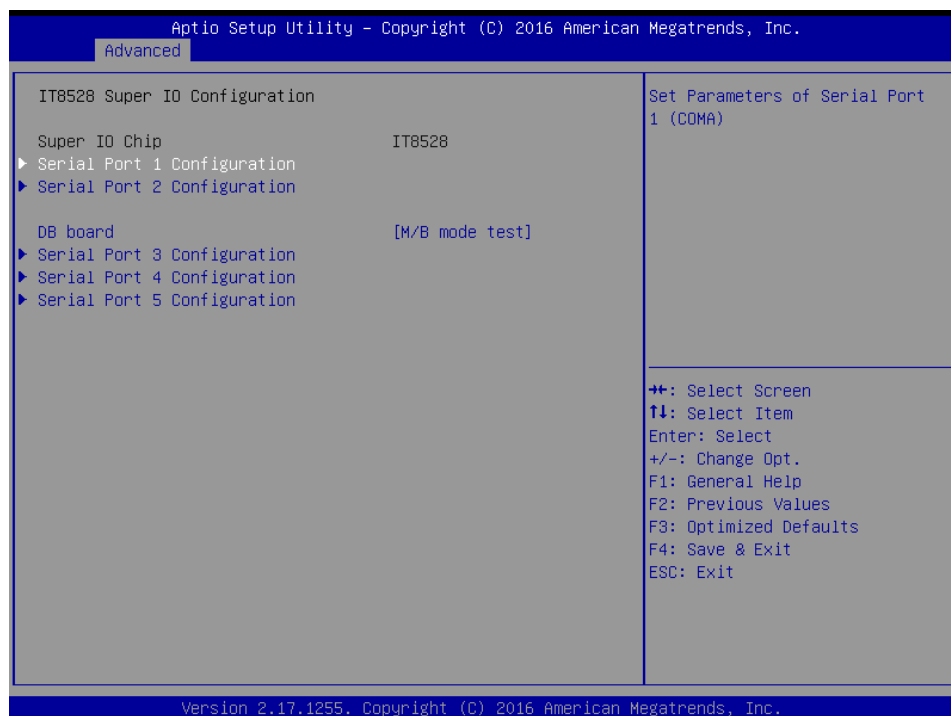 Aptio Setup Utility – Copyright (C) 2016 American Megatrends, Inc.
Advanced
IT8528 Super IO Configuration
Super IO Chip IT8528
Serial Port 1 Configuration
Serial Port 2 Configuration
DB board [M/B mode test]
Serial Port 3 Configuration
Serial Port 4 Configuration
Serial Port 5 Configuration
Set Parameters of Serial Port
1 (COMA)
→←: Select Screen
↑↓: Select Item
Enter: Select
+/-: Change Opt.
F1: General Help
F2: Previous Values
F3: Optimized Defaults
F4: Save & Exit
ESC: Exit
Version 2.17.1255. Copyright (C) 2016 American Megatrends, Inc.